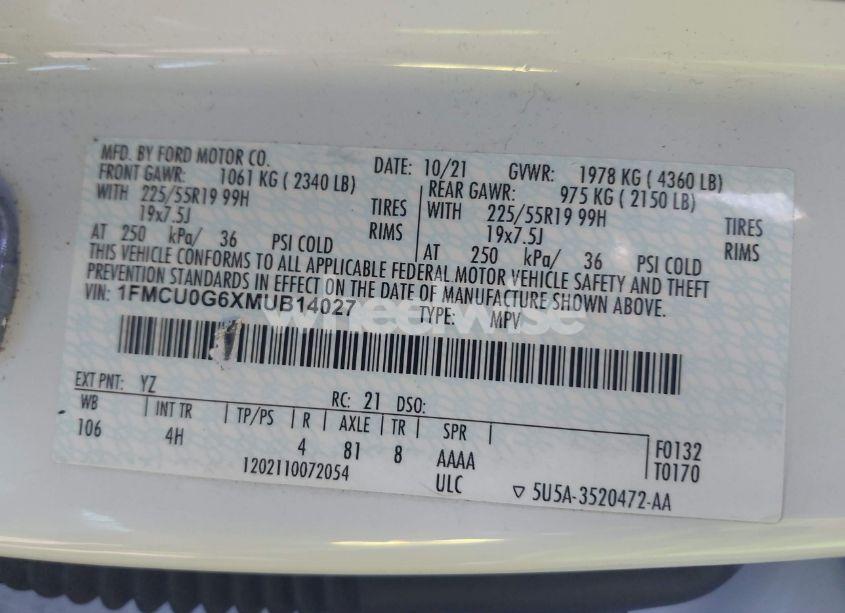 MFD. BY FORD MOTOR CO.
DATE: 10/21 GVWR: 1978 KG ( 4360 LB)
FRONT GAWR: 1061 KG ( 2340 LB) REAR GAWR: 975 KG ( 2150 LB)
WITH 225/55R19 99H TIRES WITH 225/55R19 99H TIRES
19x7.5J RIMS 19x7.5J RIMS
AT 250 kPa/ 36 PSI COLD AT 250 kPa/ 36 PSI COLD
THIS VEHICLE CONFORMS TO ALL APPLICABLE FEDERAL MOTOR VEHICLE SAFETY AND THEFT
PREVENTION STANDARDS IN EFFECT ON THE DATE OF MANUFACTURE SHOWN ABOVE.
VIN: 1FMCU0G6XMUB14027 TYPE: MPV
wheelwise
EXT PNT: YZ RC: 21 DSO:
WB INT TR TP/PS R AXLE TR SPR
106 4H 4 81 8 AAAA F0132
1202110072054 ULC T0170
▽ 5U5A-3520472-AA